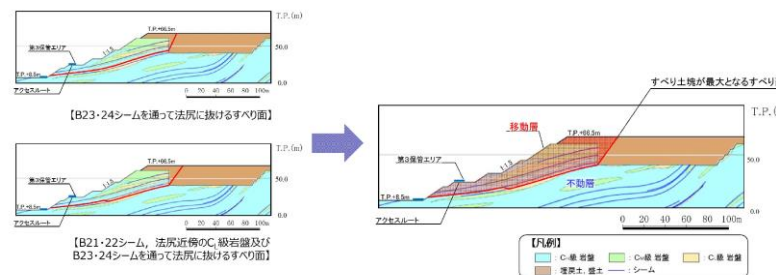 T.P.(m)
T.P.+66.5m
第3保管エリア
1:1.5
50.0
T.P.+8.5m
アクセスルート
0.0
0 20 40 60 80 100m
【B23・24シームを通って法尻に抜けるすべり面】
T.P.+66.5m
第3保管エリア
1:1.5
50.0
T.P.+8.5m
アクセスルート
0.0
0 20 40 60 80 100m
【B21・22シーム，法尻近傍のC級岩盤及び
B23・24シームを通って法尻に抜けるすべり面】
すべり土塊が最大となるすべり面
T.P.(
移動層
T.P.+66.5m
第3保管エリア
1:1.5
50.0
不動層
T.P.+8.5m
アクセスルート
0.0
0 20 40 60 80 100m
【凡例】
級 岩盤
級 岩盤
級 岩盤
：埋戻土，盛土
：シーム